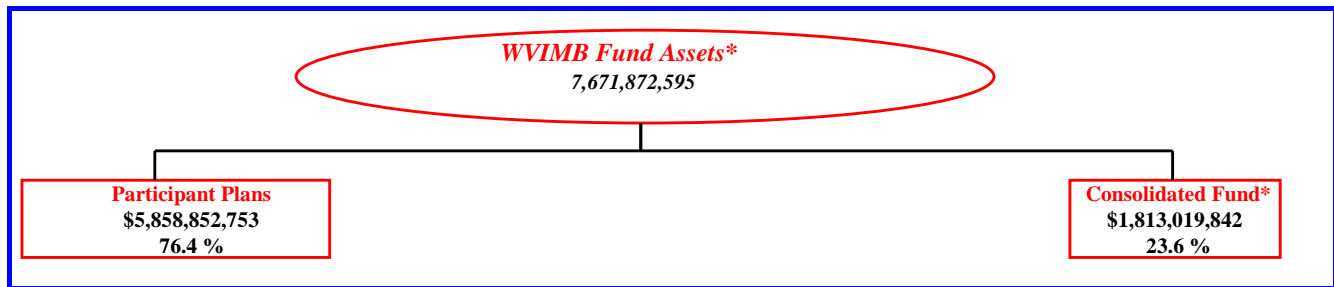 WVIMB Fund Assets*
7,671,872,595
Participant Plans
$5,858,852,753
76.4 %
Consolidated Fund*
$1,813,019,842
23.6 %